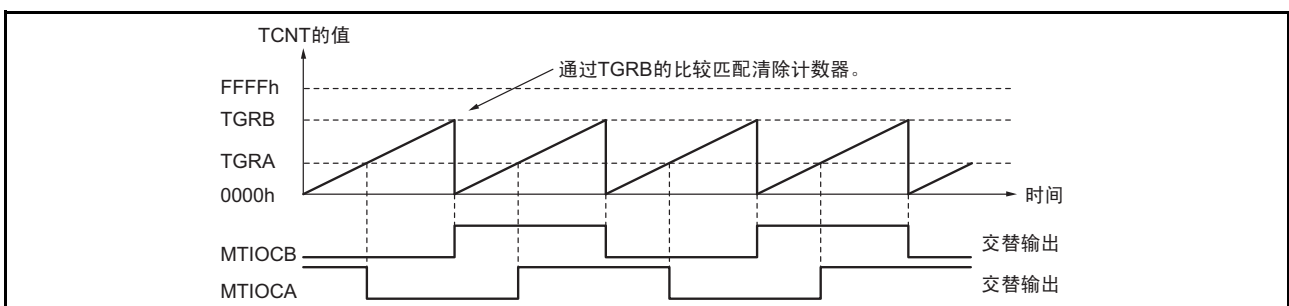 TCNT的值
通过TGRB的比较匹配清除计数器。
FFFFh
TGRB
TGRA
0000h
时间
MTIOCB
交替输出
MTIOCA
交替输出